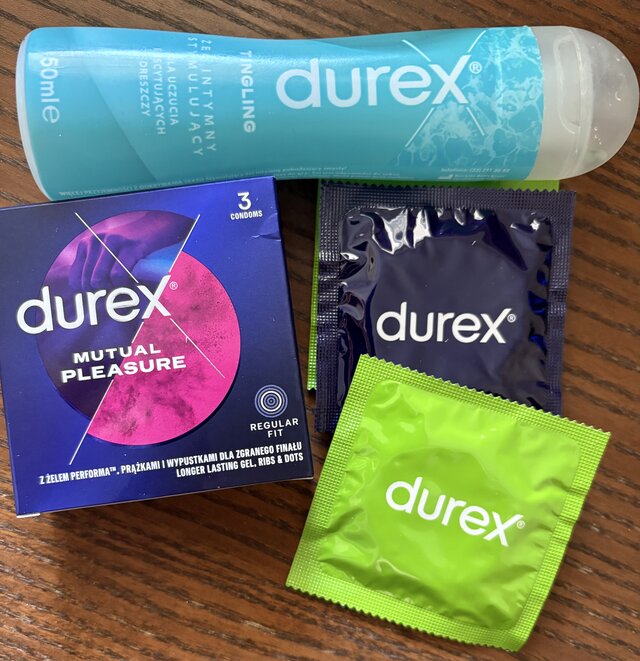 durex®
TINGLING
ŻEL INTYMNY
STYMULUJĄCY
DLA UCZUCIA
EKSCYTUJĄCYCH
DRESZCZY
50ml e
3
CONDOMS
durex®
MUTUAL
PLEASURE
REGULAR
FIT
Z ŻELEM PERFORMA™, PRĄŻKAMI I WYPUSTKAMI DLA ZGRANEGO FINAŁU
LONGER LASTING GEL, RIBS & DOTS
durex®
durex®